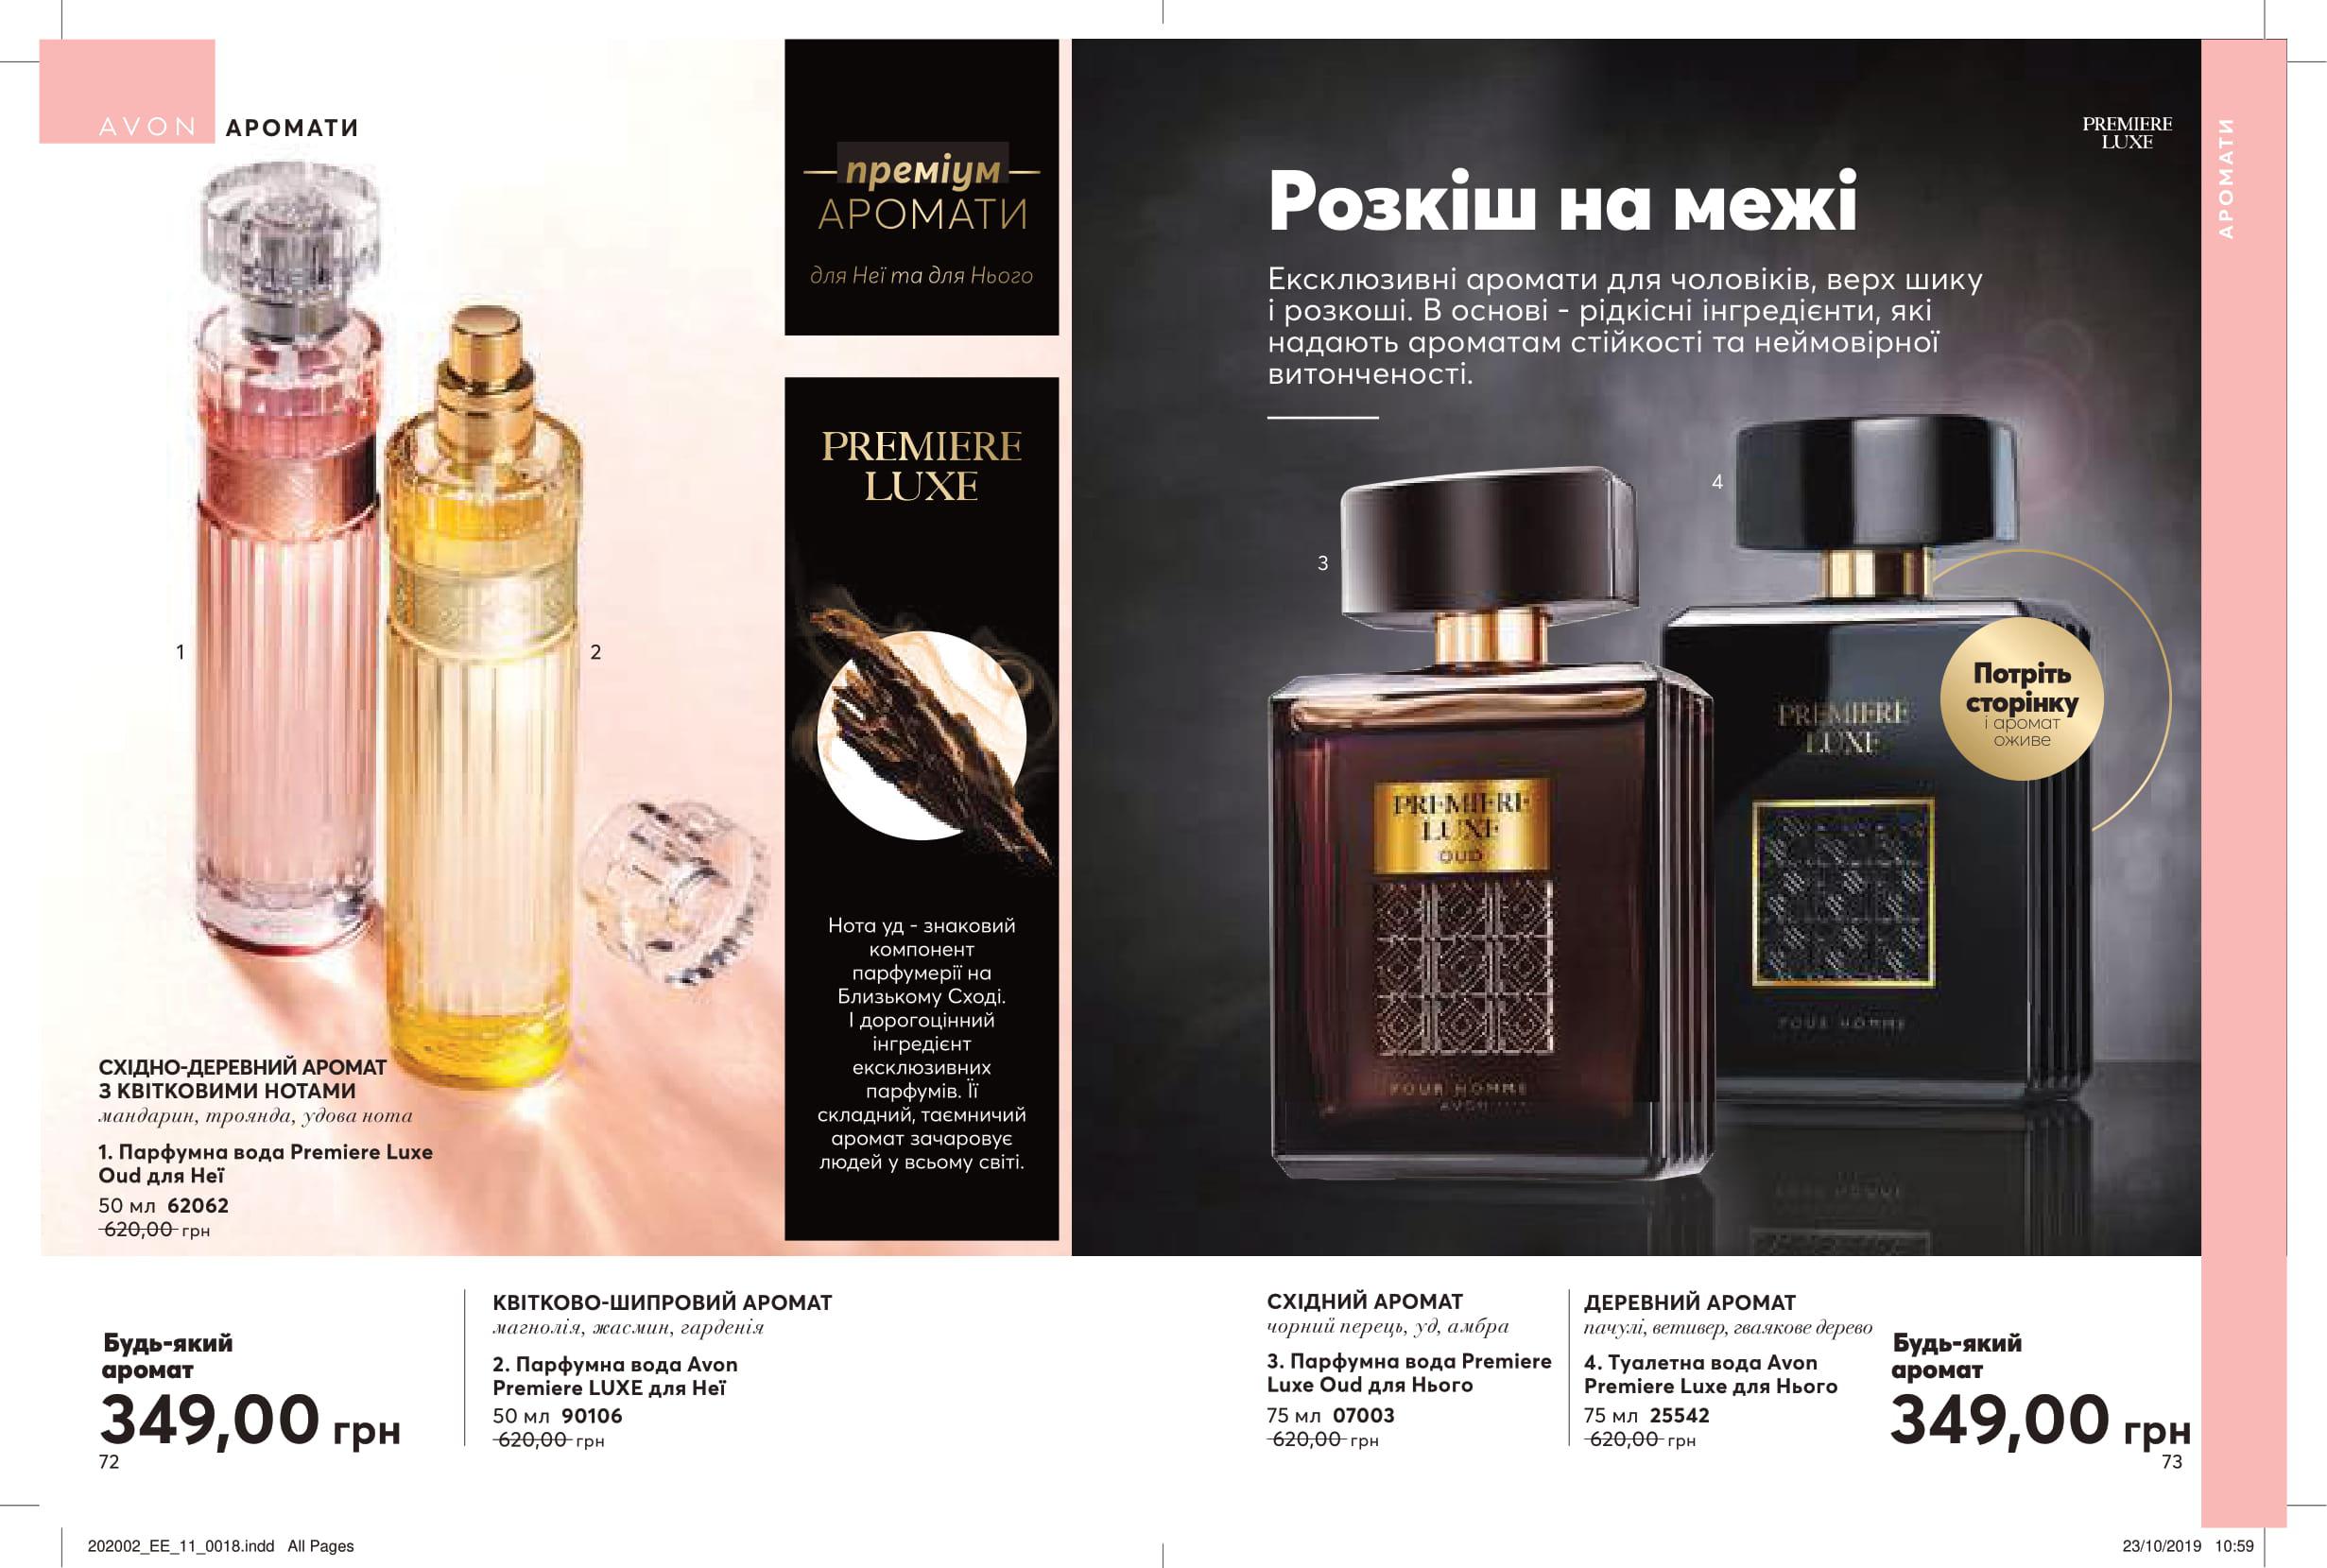 AVON АРОМАТИ
преміум
АРОМАТИ
для Неї та для Нього
PREMIERE
LUXE
Нота уд - знаковий
компонент
парфумерії на
Близькому Сході.
І дорогоцінний
інгредієнт
ексклюзивних
парфумів. Її
складний, таємничий
аромат зачаровує
людей у всьому світі.
1
2
СХІДНО-ДЕРЕВНИЙ АРОМАТ
З КВІТКОВИМИ НОТАМИ
мандарин, троянда, удова нота
1. Парфумна вода Premiere Luxe
Oud для Неї
50 мл 62062
620,00 грн
Будь-який
аромат
349,00 грн
72
КВІТКОВО-ШИПРОВИЙ АРОМАТ
магнолія, жасмин, гарденія
2. Парфумна вода Avon
Premiere LUXE для Неї
50 мл 90106
620,00 грн
PREMIERE
LUXE
АРОМАТИ
Розкіш на межі
Ексклюзивні аромати для чоловіків, верх шику
і розкоші. В основі - рідкісні інгредієнти, які
надають ароматам стійкості та неймовірної
витонченості.
3
4
Потріть
сторінку
і аромат
оживе
PREMIERE
LUXE
POUR HOMME
PREMIERE
LUXE
OUD
POUR HOMME
AVON
СХІДНИЙ АРОМАТ
чорний перець, уд, амбра
3. Парфумна вода Premiere
Luxe Oud для Нього
75 мл 07003
620,00 грн
ДЕРЕВНИЙ АРОМАТ
пачулі, ветивер, гваякове дерево
4. Туалетна вода Avon
Premiere Luxe для Нього
75 мл 25542
620,00 грн
Будь-який
аромат
349,00 грн
73
202002_EE_11_0018.indd All Pages
23/10/2019 10:59